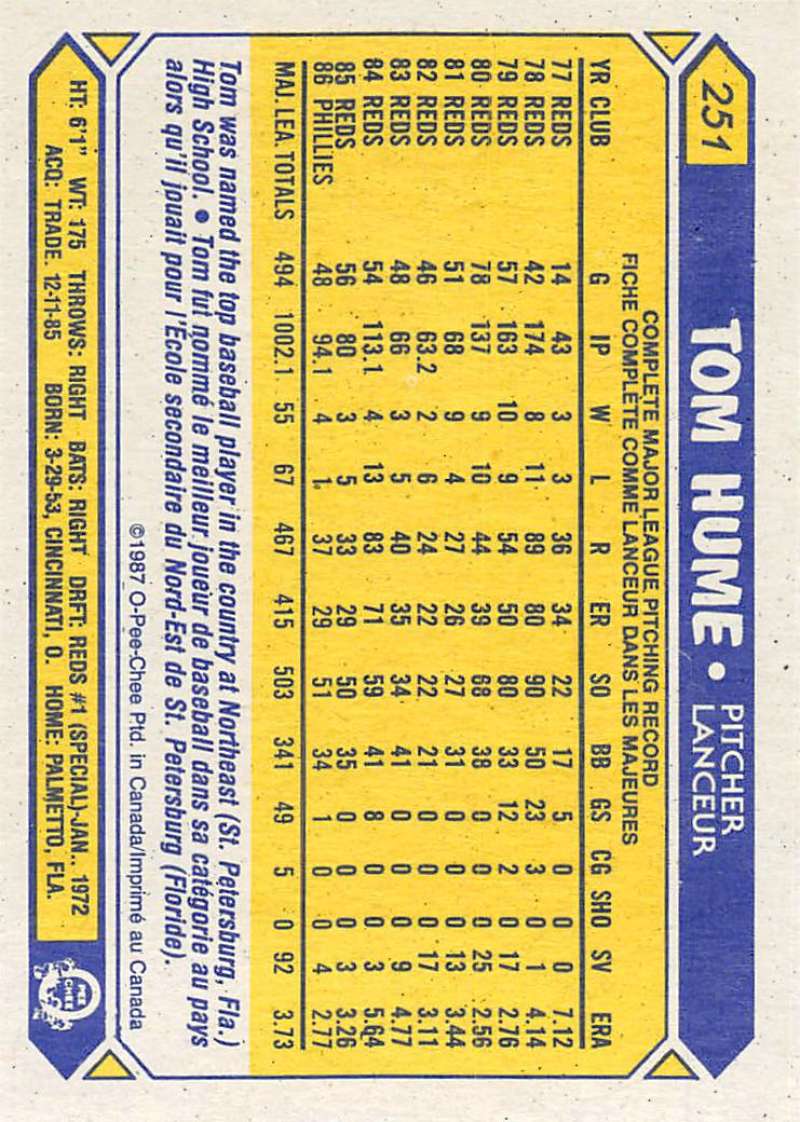 251
TOM HUME • PITCHER
LANCEUR
COMPLETE MAJOR LEAGUE PITCHING RECORD
FICHE COMPLÈTE COMME LANCEUR DANS LES MAJEURES
YR CLUB G IP W L R ER SO BB GS CG SHO SV ERA
77 REDS 14 43 3 3 36 34 22 17 5 0 0 0 7.12
78 REDS 42 174 8 11 89 80 90 50 23 3 0 1 4.14
79 REDS 57 163 10 9 54 50 80 33 12 2 0 17 2.76
80 REDS 78 137 9 10 44 39 68 38 0 0 0 25 2.56
81 REDS 51 68 9 4 27 26 27 31 0 0 0 13 3.44
82 REDS 46 63.2 2 6 24 22 22 21 0 0 0 17 3.11
83 REDS 48 66 3 5 40 35 34 41 0 0 0 9 4.77
84 REDS 54 113.1 4 13 83 71 59 41 8 0 0 3 5.64
85 REDS 56 80 3 5 33 29 50 35 0 0 0 3 3.26
86 PHILLIES 48 94.1 4 1 37 29 51 34 1 0 0 4 2.77
MAJ. LEA. TOTALS 494 1002.1 55 67 467 415 503 341 49 5 0 92 3.73
Tom was named the top baseball player in the country at Northeast (St. Petersburg, Fla.)
High School. • Tom fut nommé le meilleur joueur de baseball dans sa catégorie au pays
alors qu'il jouait pour l'École secondaire du Nord-Est de St. Petersburg (Floride).
©1987 O-Pee-Chee Ptd. in Canada/Imprimé au Canada
HT: 6'1" WT: 175 THROWS: RIGHT BATS: RIGHT DRFT: REDS #1 (SPECIAL)-JAN., 1972
ACQ: TRADE. 12-11-85 BORN: 3-29-53, CINCINNATI, O. HOME: PALMETTO, FLA.
O
PEE
CHEE